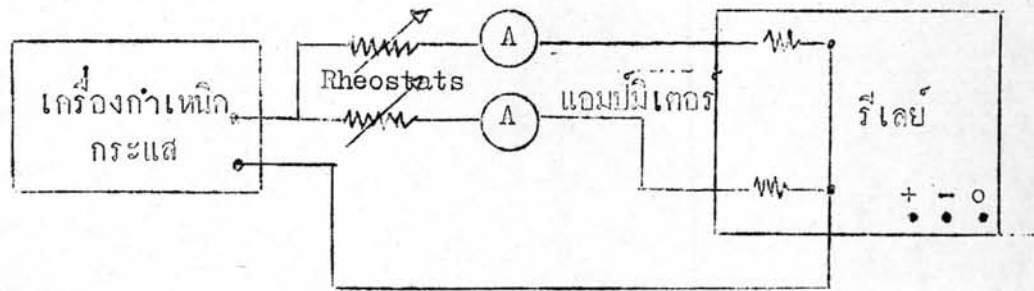 A
Rheostats
เครื่องกำเหนิด
กระแส
A
แอมป์มิเตอร์
รีเลย์
+ − O